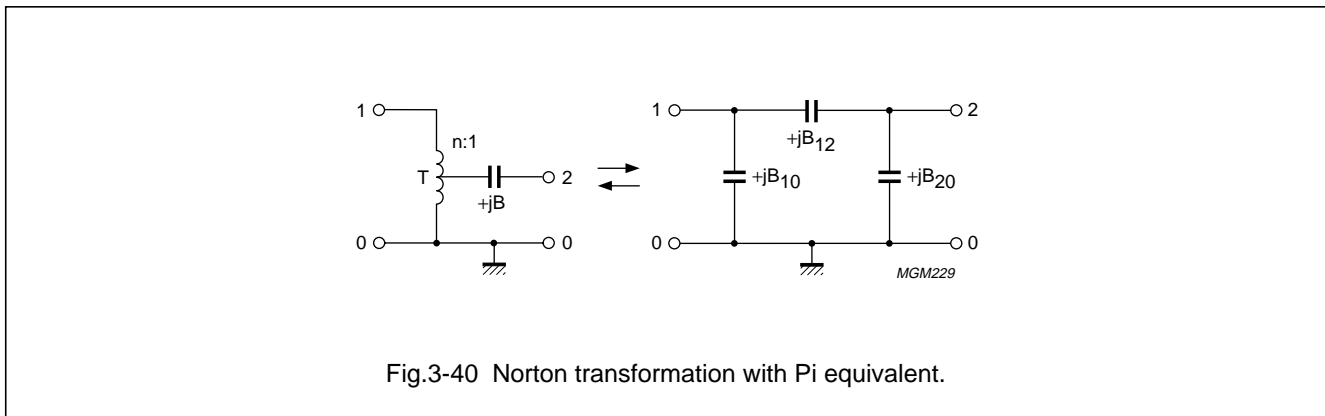 1
n:1
T
+jB
2
0
0
1
+jB12
2
+jB10
+jB20
0
0
MGM229
Fig.3-40 Norton transformation with Pi equivalent.